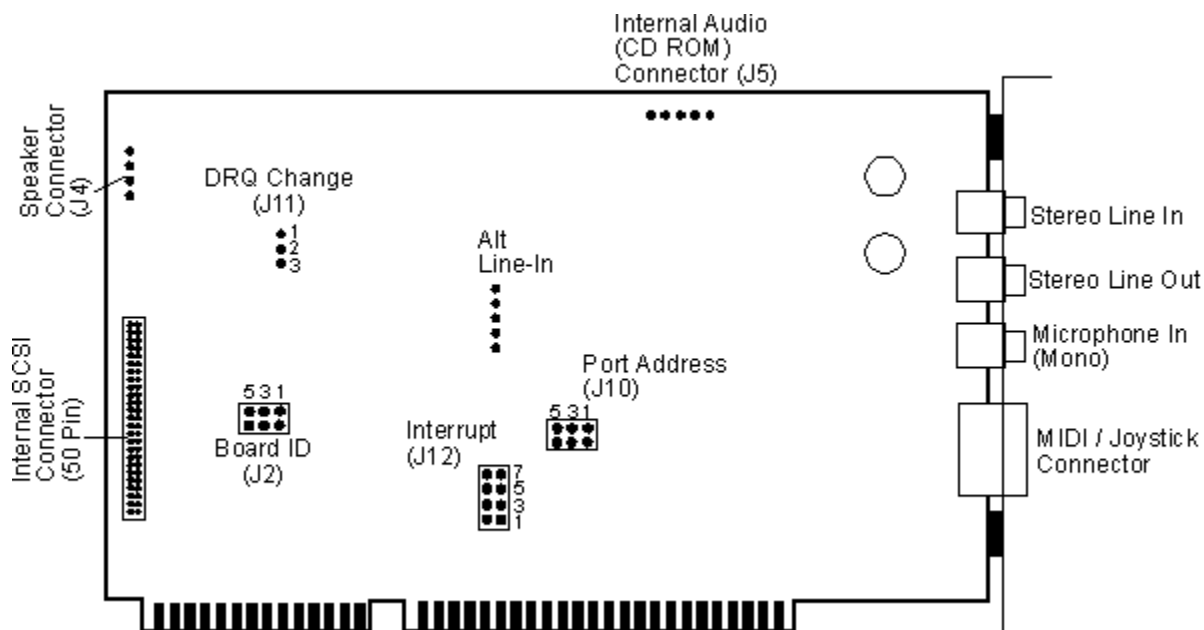 Internal Audio
(CD ROM)
Connector (J5)
Speaker
Connector
(J4)
DRQ Change
(J11)
1
2
3
Alt
Line-In
Stereo Line In
Stereo Line Out
Microphone In
(Mono)
Internal SCSI
Connector
(50 Pin)
5 3 1
Board ID
(J2)
Port Address
(J10)
5 3 1
Interrupt
(J12)
7
5
3
1
MIDI / Joystick
Connector